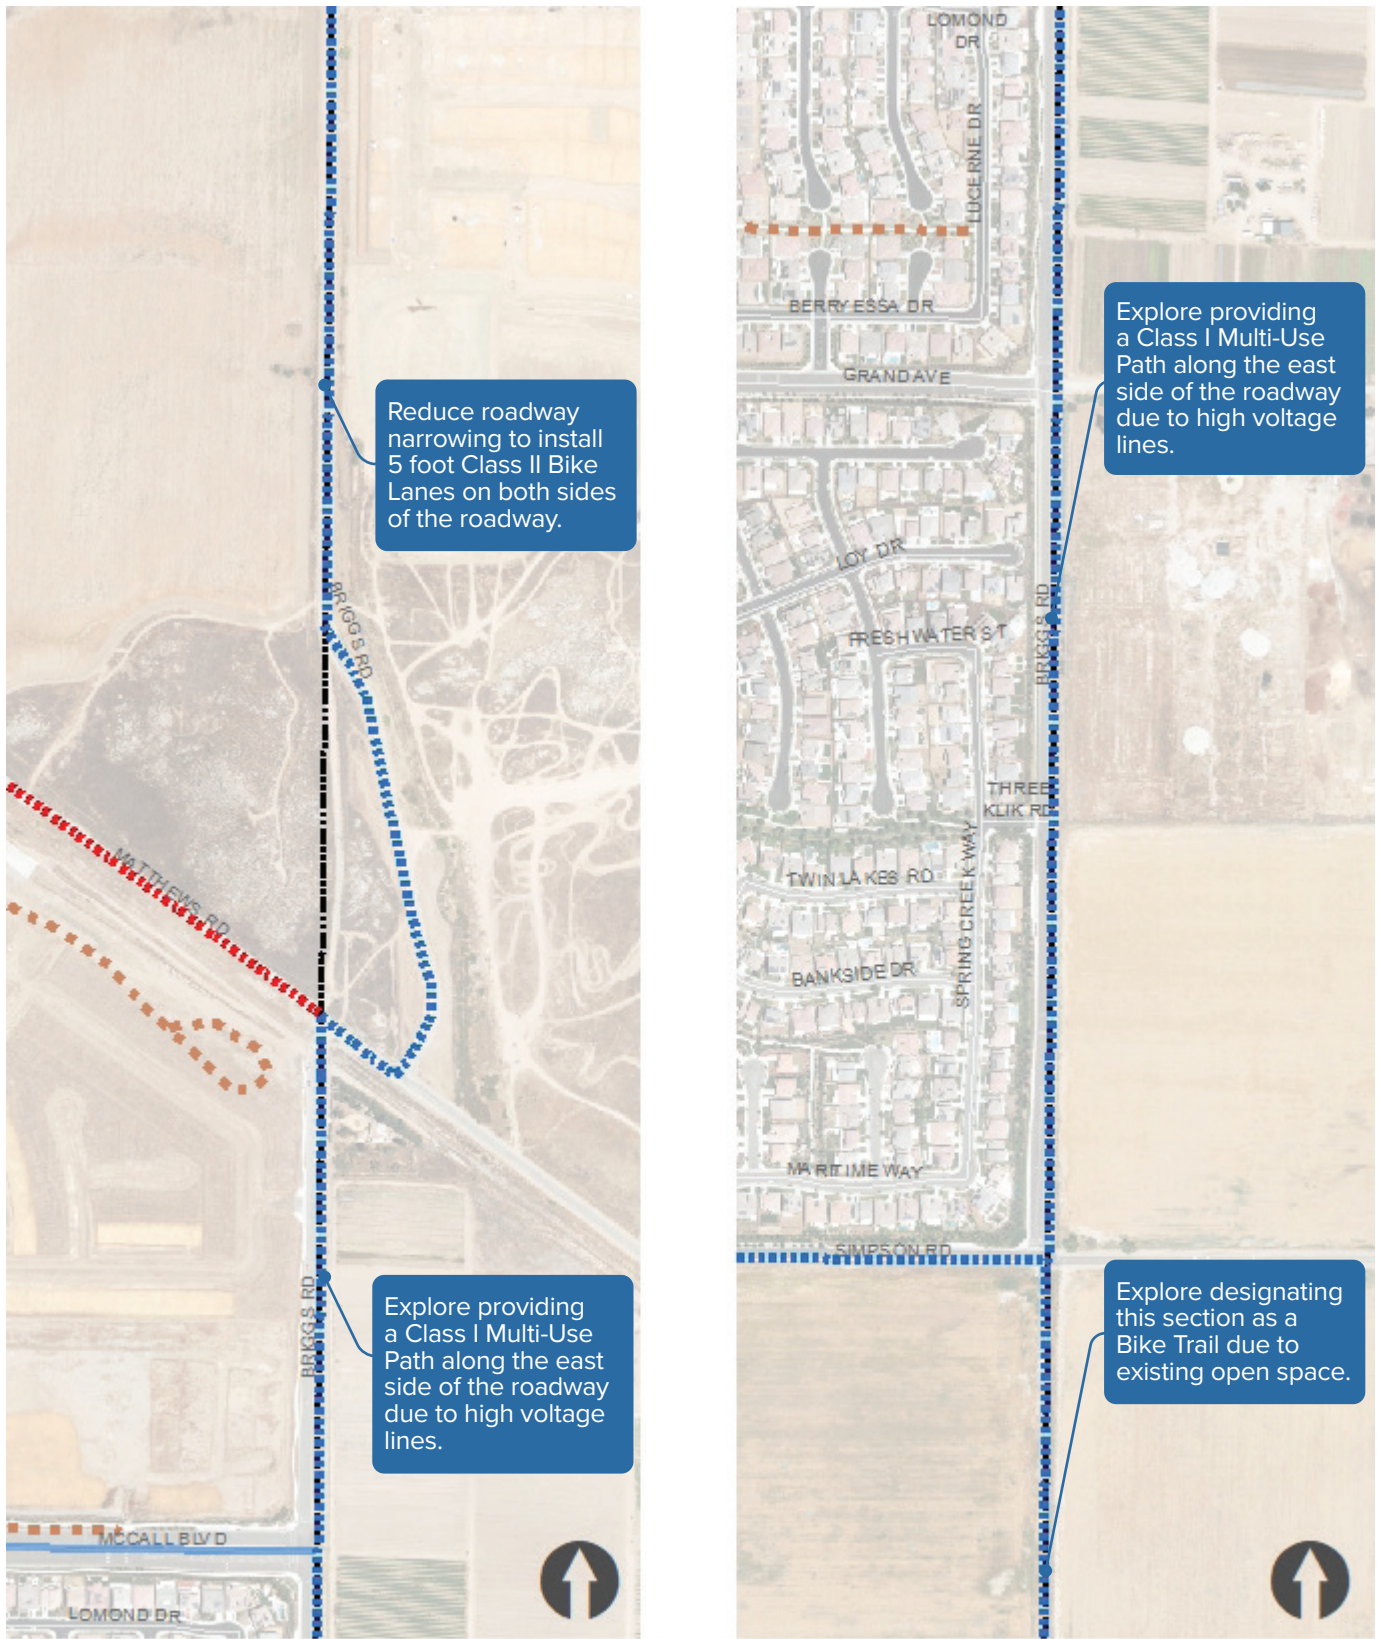 Reduce roadway
narrowing to install
5 foot Class II Bike
Lanes on both sides
of the roadway.
BRIGGS RD
MATTHEWS RD
BRIGGS RD
Explore providing
a Class I Multi-Use
Path along the east
side of the roadway
due to high voltage
lines.
MCCALL BLVD
LOMOND DR
LOMOND
DR
LUCERNE DR
BERRYESSA DR
GRAND AVE
Explore providing
a Class I Multi-Use
Path along the east
side of the roadway
due to high voltage
lines.
LOY DR
FRESHWATER ST
BRIGGS RD
THREE
KLIK RD
TWIN LAKES RD
SPRINGCREEK WAY
BANKSIDE DR
MARITIME WAY
SIMPSON RD
Explore designating
this section as a
Bike Trail due to
existing open space.